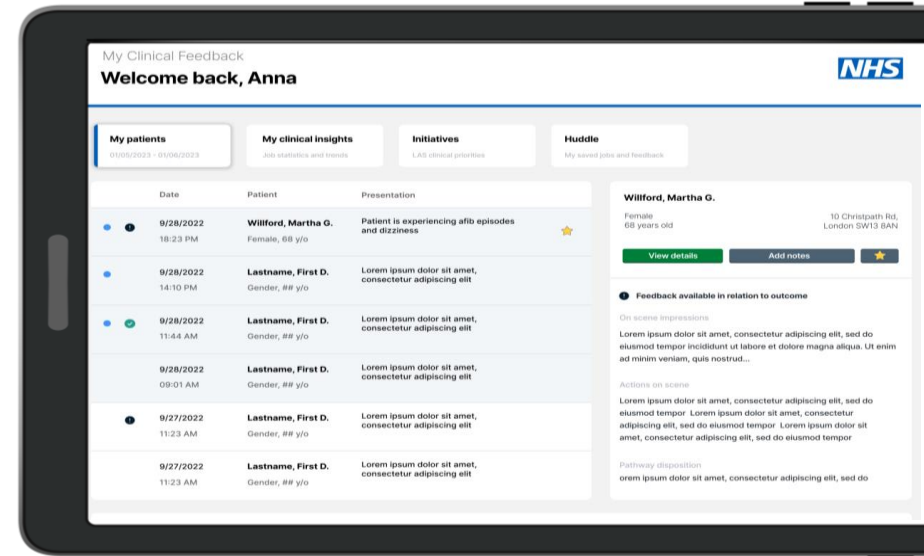 My Clinical Feedback
Welcome back, Anna
NHS
My patients
01/05/2023 - 01/06/2023
My clinical insights
Job statistics and trends
Initiatives
LAS clinical priorities
Huddle
My saved jobs and feedback
Date Patient Presentation
9/28/2022 Willford, Martha G. Patient is experiencing afib episodes
and dizziness
18:23 PM Female, 68 y/o
9/28/2022 Lastname, First D. Lorem ipsum dolor sit amet,
consectetur adipiscing elit
14:10 PM Gender, ## y/o
9/28/2022 Lastname, First D. Lorem ipsum dolor sit amet,
consectetur adipiscing elit
11:44 AM Gender, ## y/o
9/28/2022 Lastname, First D. Lorem ipsum dolor sit amet,
consectetur adipiscing elit
09:01 AM Gender, ## y/o
9/27/2022 Lastname, First D. Lorem ipsum dolor sit amet,
consectetur adipiscing elit
11:23 AM Gender, ## y/o
9/27/2022 Lastname, First D. Lorem ipsum dolor sit amet,
consectetur adipiscing elit
11:23 AM Gender, ## y/o
Willford, Martha G.
Female 10 Christpath Rd,
68 years old London SW13 8AN
View details Add notes
Feedback available in relation to outcome
On scene impressions
Lorem ipsum dolor sit amet, consectetur adipiscing elit, sed do
eiusmod tempor incididunt ut labore et dolore magna aliqua. Ut enim
ad minim veniam, quis nostrud...
Actions on scene
Lorem ipsum dolor sit amet, consectetur adipiscing elit, sed do
eiusmod tempor Lorem ipsum dolor sit amet, consectetur
adipiscing elit, sed do eiusmod tempor Lorem ipsum dolor sit
amet, consectetur adipiscing elit, sed do eiusmod tempor
Pathway disposition
orem ipsum dolor sit amet, consectetur adipiscing elit, sed do